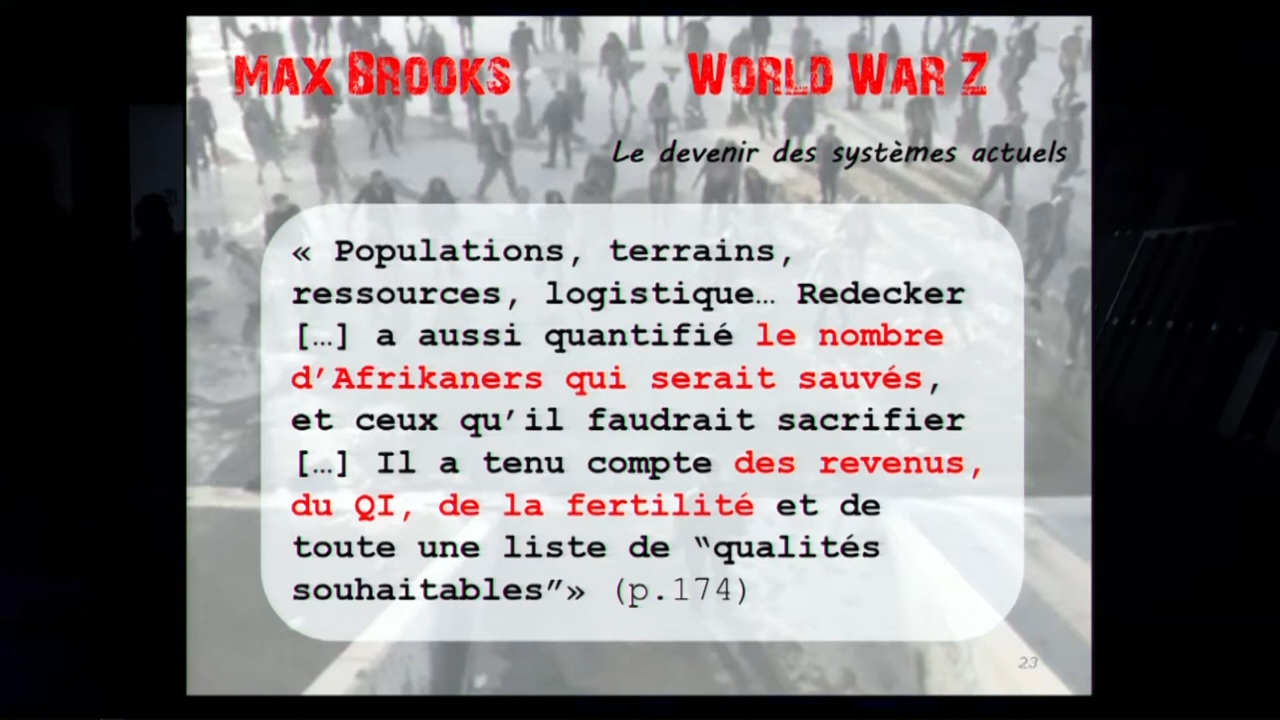 MAX BROOKS WORLD WAR Z
Le devenir des systèmes actuels
« Populations, terrains,
ressources, logistique… Redecker
[…] a aussi quantifié le nombre
d’Afrikaners qui serait sauvés,
et ceux qu’il faudrait sacrifier
[…] Il a tenu compte des revenus,
du QI, de la fertilité et de
toute une liste de “qualités
souhaitables”» (p.174)
23